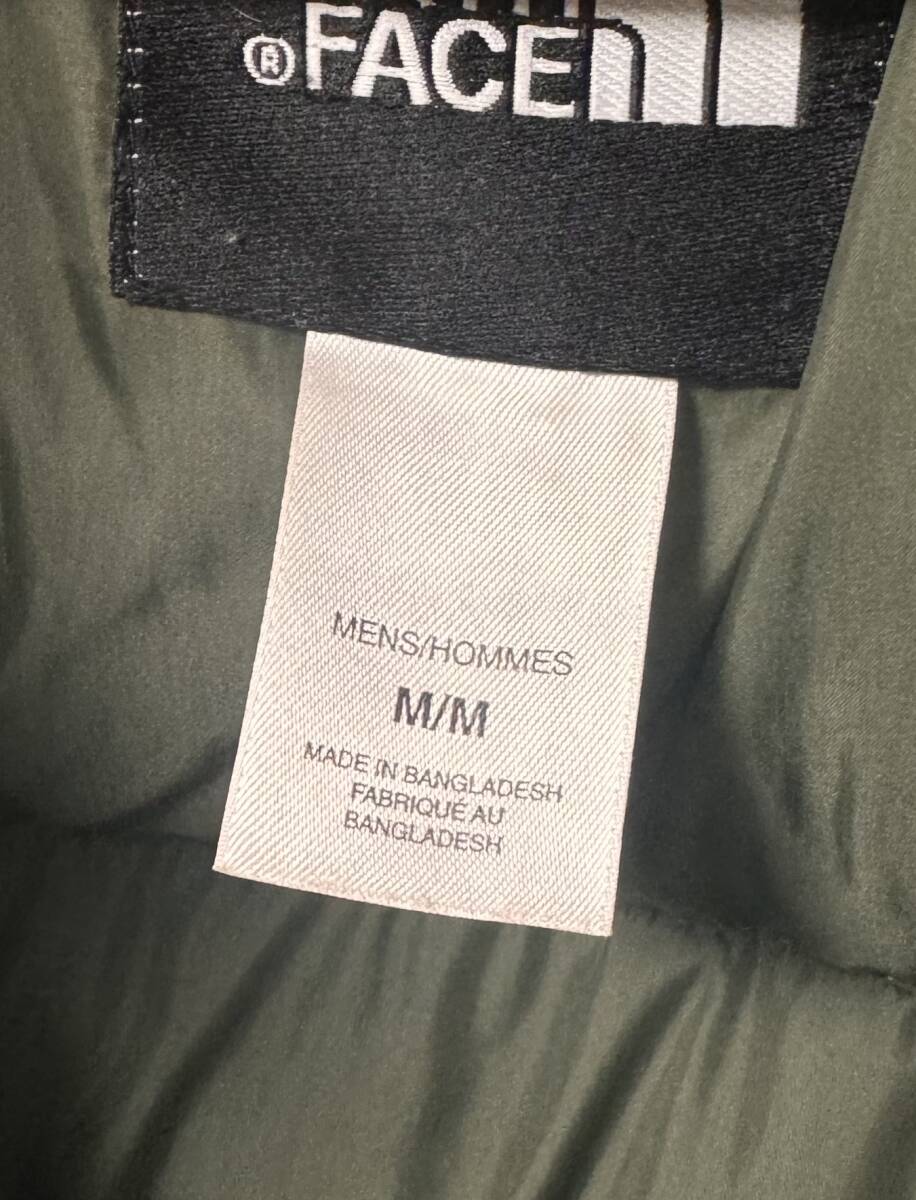 ®FACE
MENS/HOMMES
M/M
MADE IN BANGLADESH
FABRIQUÉ AU
BANGLADESH